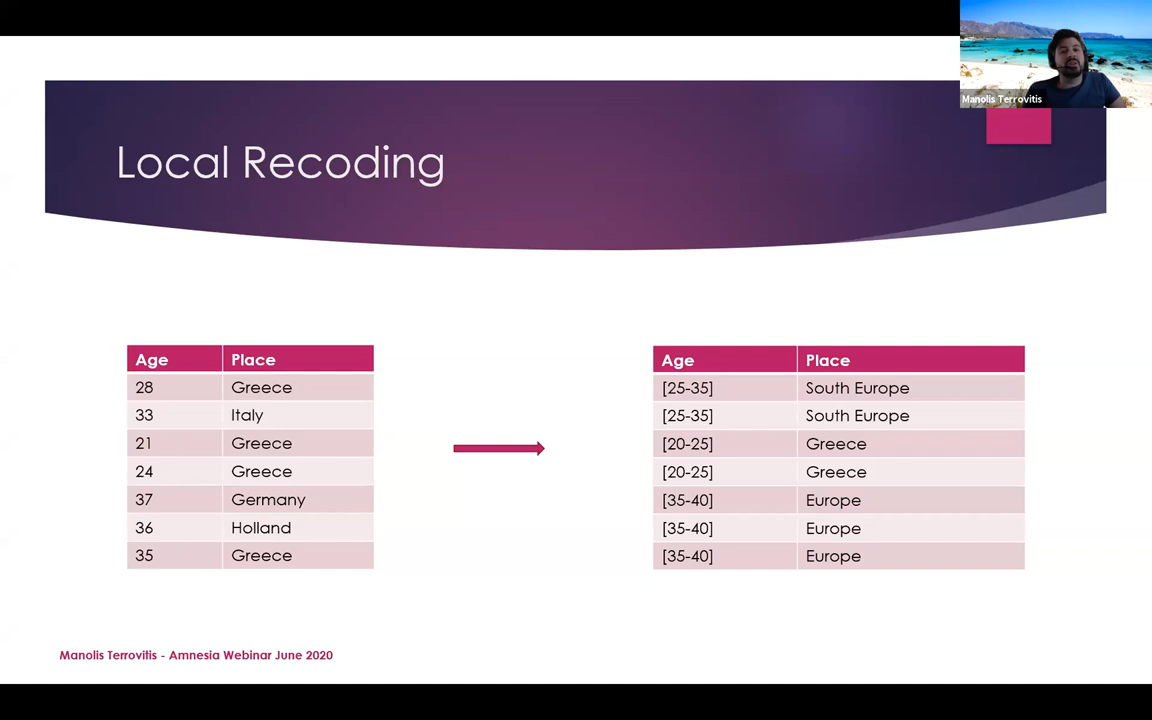 Manolis Terrovitis
Local Recoding
Age Place
28 Greece
33 Italy
21 Greece
24 Greece
37 Germany
36 Holland
35 Greece
Age Place
[25-35] South Europe
[25-35] South Europe
[20-25] Greece
[20-25] Greece
[35-40] Europe
[35-40] Europe
[35-40] Europe
Manolis Terrovitis - Amnesia Webinar June 2020